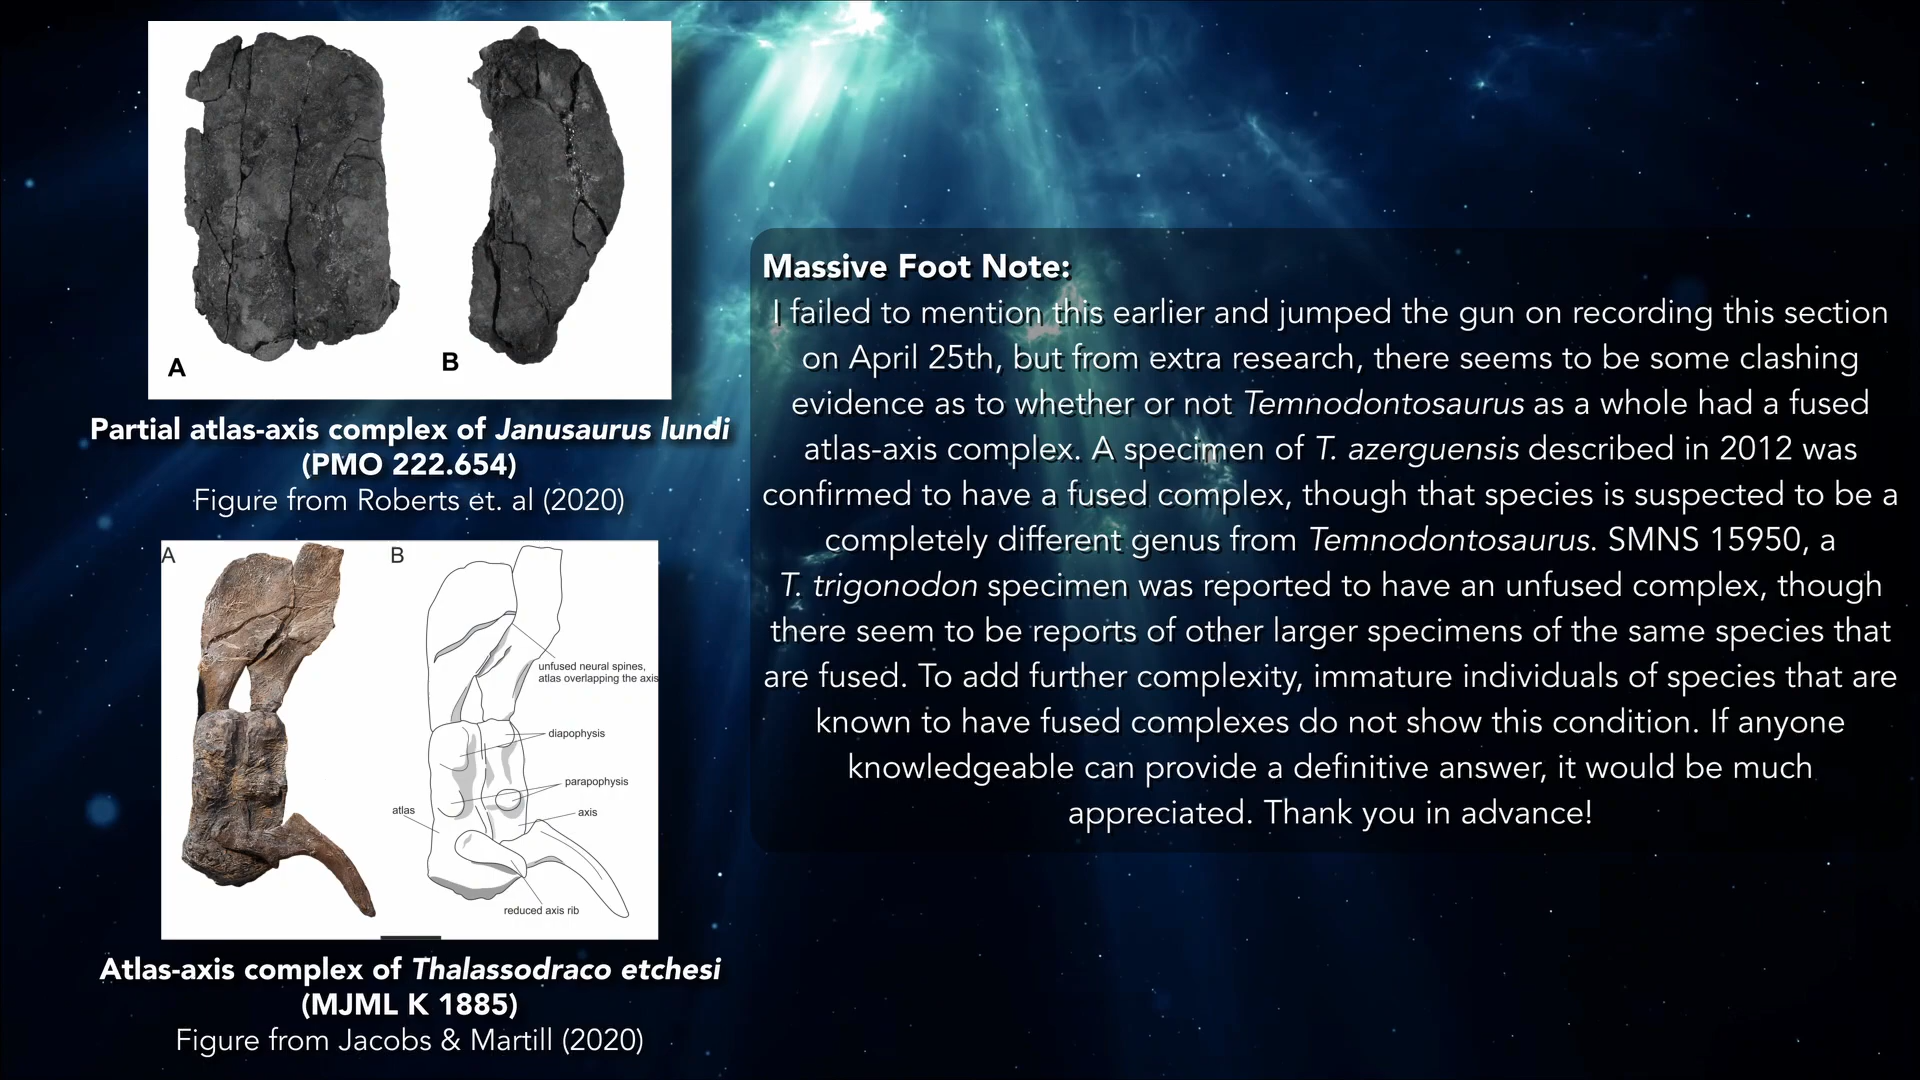 A
B
Partial atlas-axis complex of Janusaurus lundi
(PMO 222.654)
Figure from Roberts et. al (2020)
A
B
unfused neural spines,
atlas overlapping the axis
diapophysis
parapophysis
atlas
axis
reduced axis rib
Atlas-axis complex of Thalassodraco etchesi
(MJML K 1885)
Figure from Jacobs & Martill (2020)
Massive Foot Note:
I failed to mention this earlier and jumped the gun on recording this section
on April 25th, but from extra research, there seems to be some clashing
evidence as to whether or not Temnodontosaurus as a whole had a fused
atlas-axis complex. A specimen of T. azerguensis described in 2012 was
confirmed to have a fused complex, though that species is suspected to be a
completely different genus from Temnodontosaurus. SMNS 15950, a
T. trigonodon specimen was reported to have an unfused complex, though
there seem to be reports of other larger specimens of the same species that
are fused. To add further complexity, immature individuals of species that are
known to have fused complexes do not show this condition. If anyone
knowledgeable can provide a definitive answer, it would be much
appreciated. Thank you in advance!